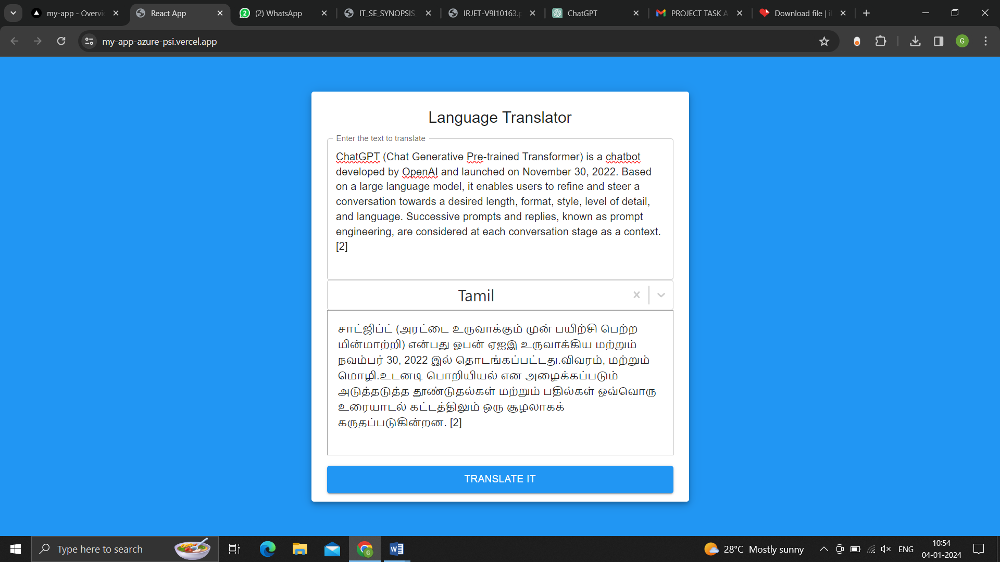 my-app - Overvi
React App
(2) WhatsApp
IT_SE_SYNOPSIS_
IRJET-V9I10163.p
ChatGPT
PROJECT TASK A
Download file | i
my-app-azure-psi.vercel.app
Language Translator
Enter the text to translate
ChatGPT (Chat Generative Pre-trained Transformer) is a chatbot
developed by OpenAI and launched on November 30, 2022. Based
on a large language model, it enables users to refine and steer a
conversation towards a desired length, format, style, level of detail,
and language. Successive prompts and replies, known as prompt
engineering, are considered at each conversation stage as a context.
[2]
Tamil
சாட்ஜிப்ட் (அரட்டை உருவாக்கும் முன் பயிற்சி பெற்ற
மின்மாற்றி) என்பது ஓபன் ஏஐஇ உருவாக்கிய மற்றும்
நவம்பர் 30, 2022 இல் தொடங்கப்பட்டது.விவரம், மற்றும்
மொழி.உடனடி பொறியியல் என அழைக்கப்படும்
அடுத்தடுத்த தூண்டுதல்கள் மற்றும் பதில்கள் ஒவ்வொரு
உரையாடல் கட்டத்திலும் ஒரு சூழலாகக்
கருதப்படுகின்றன. [2]
TRANSLATE IT
Type here to search
28°C Mostly sunny
ENG
10:54
04-01-2024